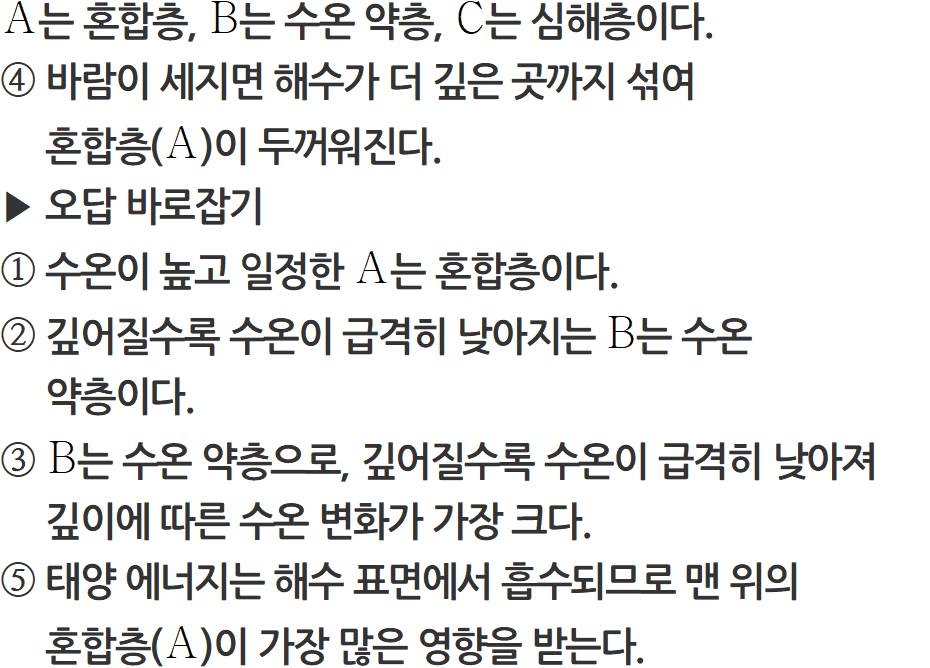 A는 혼합층, B는 수온 약층, C는 심해층이다.
④ 바람이 세지면 해수가 더 깊은 곳까지 섞여
혼합층(A)이 두꺼워진다.
▶ 오답 바로잡기
① 수온이 높고 일정한 A는 혼합층이다.
② 깊어질수록 수온이 급격히 낮아지는 B는 수온
약층이다.
③ B는 수온 약층으로, 깊어질수록 수온이 급격히 낮아져
깊이에 따른 수온 변화가 가장 크다.
⑤ 태양 에너지는 해수 표면에서 흡수되므로 맨 위의
혼합층(A)이 가장 많은 영향을 받는다.